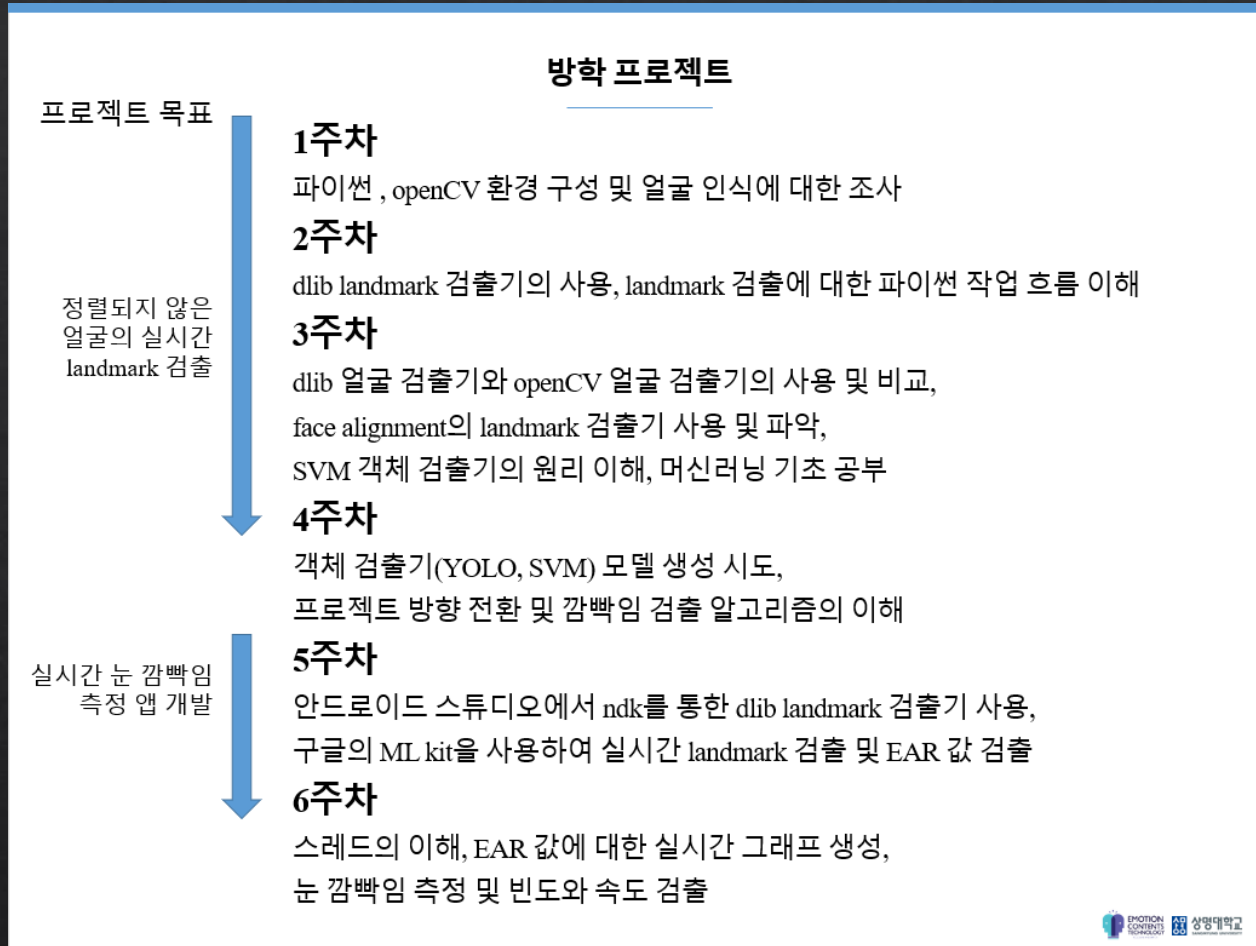 방학 프로젝트
프로젝트 목표
1주차
파이썬 , openCV 환경 구성 및 얼굴 인식에 대한 조사
2주차
dlib landmark 검출기의 사용, landmark 검출에 대한 파이썬 작업 흐름 이해
정렬되지 않은
얼굴의 실시간
landmark 검출
3주차
dlib 얼굴 검출기와 openCV 얼굴 검출기의 사용 및 비교,
face alignment의 landmark 검출기 사용 및 파악,
SVM 객체 검출기의 원리 이해, 머신러닝 기초 공부
4주차
객체 검출기(YOLO, SVM) 모델 생성 시도,
프로젝트 방향 전환 및 깜빡임 검출 알고리즘의 이해
실시간 눈 깜빡임
측정 앱 개발
5주차
안드로이드 스튜디오에서 ndk를 통한 dlib landmark 검출기 사용,
구글의 ML kit을 사용하여 실시간 landmark 검출 및 EAR 값 검출
6주차
스레드의 이해, EAR 값에 대한 실시간 그래프 생성,
눈 깜빡임 측정 및 빈도와 속도 검출
EMOTION
CONTENTS
TECHNOLOGY
상명대학교